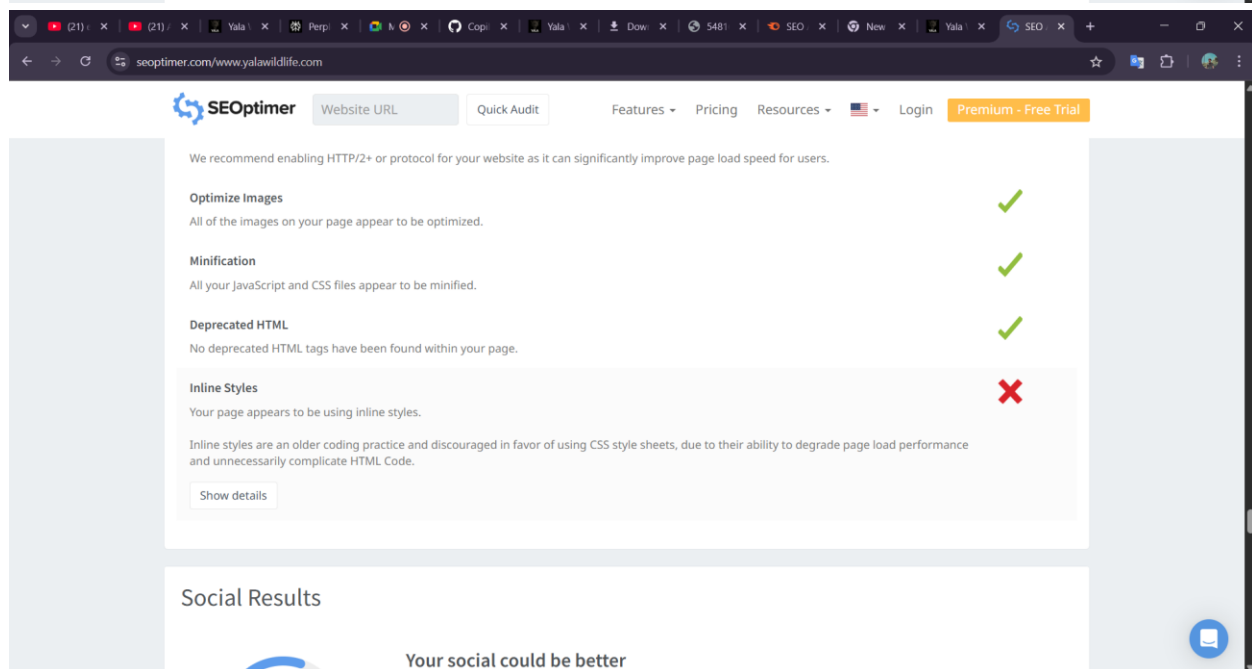 (21)
(21)
Yala
Perpl
Copi
Yala
Dow
5481
SEO
New
Yala
SEO
seoptimer.com/www.yalawildlife.com
SEOptimer
Website URL
Quick Audit
Features
Pricing
Resources
Login
Premium - Free Trial
We recommend enabling HTTP/2+ or protocol for your website as it can significantly improve page load speed for users.
Optimize Images
All of the images on your page appear to be optimized.
Minification
All your JavaScript and CSS files appear to be minified.
Deprecated HTML
No deprecated HTML tags have been found within your page.
Inline Styles
Your page appears to be using inline styles.
Inline styles are an older coding practice and discouraged in favor of using CSS style sheets, due to their ability to degrade page load performance
and unnecessarily complicate HTML Code.
Show details
Social Results
Your social could be better